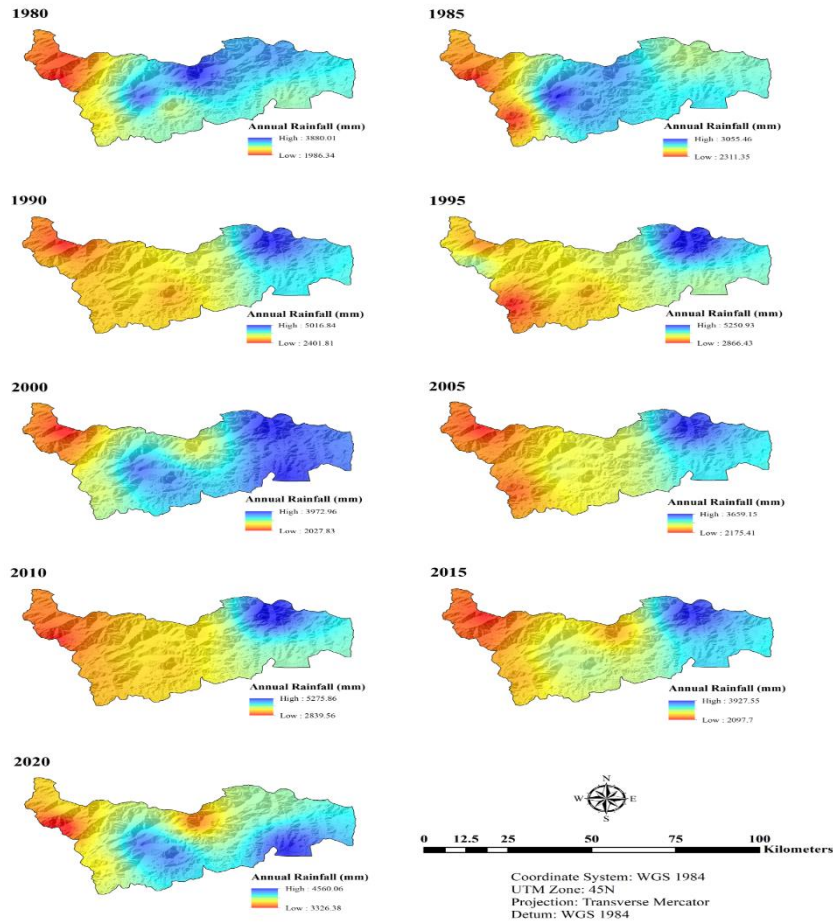 1980
Annual Rainfall (mm)
High : 3880.01
Low : 1986.34
1985
Annual Rainfall (mm)
High : 3055.46
Low : 2311.35
1990
Annual Rainfall (mm)
High : 5016.84
Low : 2401.81
1995
Annual Rainfall (mm)
High : 5250.93
Low : 2866.43
2000
Annual Rainfall (mm)
High : 3972.96
Low : 2027.83
2005
Annual Rainfall (mm)
High : 3659.15
Low : 2175.41
2010
Annual Rainfall (mm)
High : 5275.86
Low : 2839.56
2015
Annual Rainfall (mm)
High : 3927.55
Low : 2097.7
2020
Annual Rainfall (mm)
High : 4560.06
Low : 3326.38
N
W E
S
0 12.5 25 50 75 100
Kilometers
Coordinate System: WGS 1984
UTM Zone: 45N
Projection: Transverse Mercator
Detum: WGS 1984